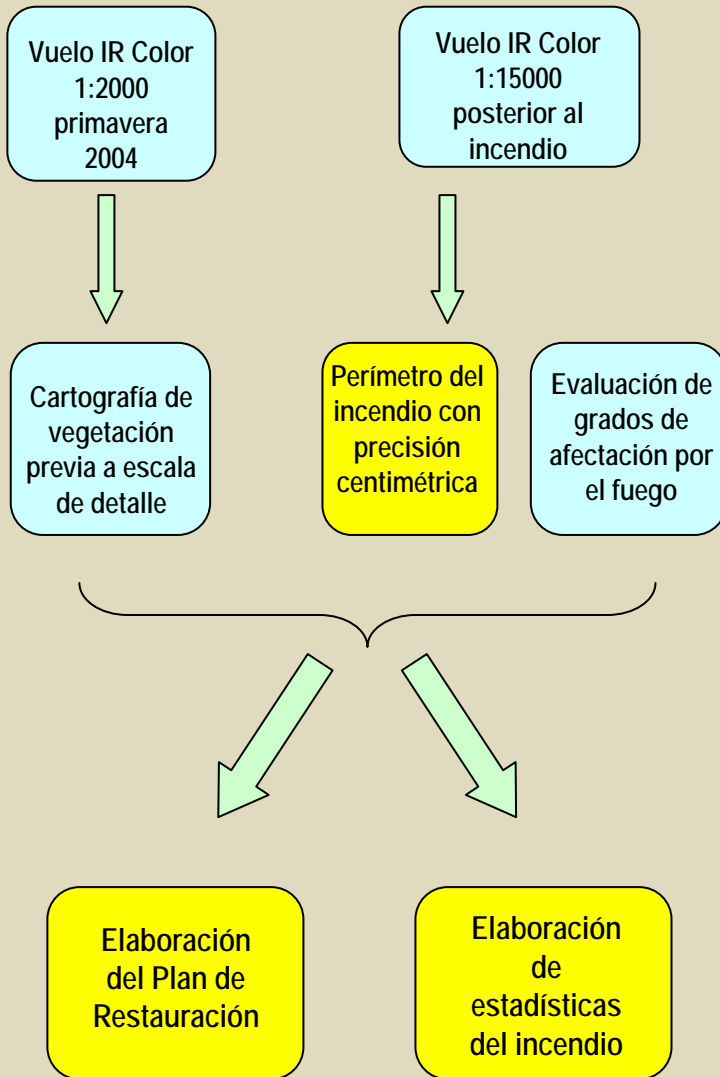 Vuelo IR Color
1:2000
primavera
2004
Vuelo IR Color
1:15000
posterior al
incendio
Cartografía de
vegetación
previa a escala
de detalle
Perímetro del
incendio con
precisión
centimétrica
Evaluación de
grados de
afectación por
el fuego
Elaboración
del Plan de
Restauración
Elaboración
de
estadísticas
del incendio